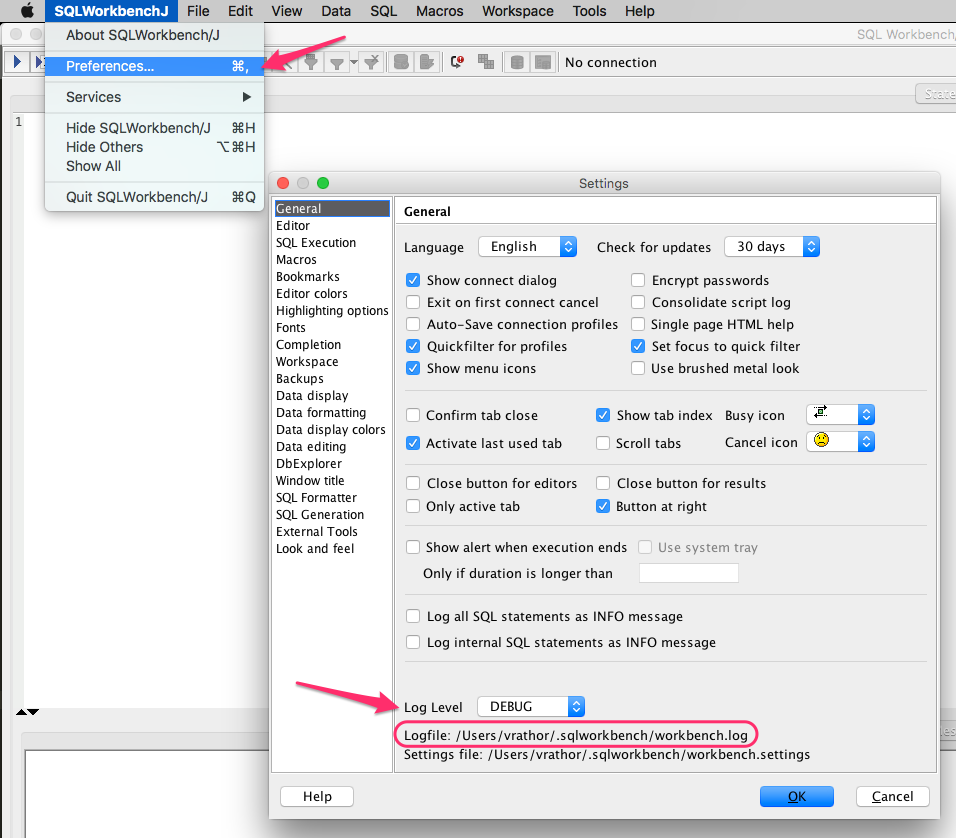 SQLWorkbenchJ File Edit View Data SQL Macros Workspace Tools Help
About SQLWorkbench/J
SQL Workbench/
Preferences... ⌘,
No connection
Services
State
1
Hide SQLWorkbench/J ⌘H
Hide Others ⌥⌘H
Show All
Quit SQLWorkbench/J ⌘Q
Settings
General
Editor
SQL Execution
Macros
Bookmarks
Editor colors
Highlighting options
Fonts
Completion
Workspace
Backups
Data display
Data formatting
Data display colors
Data editing
DbExplorer
Window title
SQL Formatter
SQL Generation
External Tools
Look and feel
General
Language English Check for updates 30 days
Show connect dialog Encrypt passwords
Exit on first connect cancel Consolidate script log
Auto-Save connection profiles Single page HTML help
Quickfilter for profiles Set focus to quick filter
Show menu icons Use brushed metal look
Confirm tab close Show tab index Busy icon
Activate last used tab Scroll tabs Cancel icon
Close button for editors Close button for results
Only active tab Button at right
Show alert when execution ends Use system tray
Only if duration is longer than
Log all SQL statements as INFO message
Log internal SQL statements as INFO message
Log Level DEBUG
Logfile: /Users/vrathor/.sqlworkbench/workbench.log
Settings file: /Users/vrathor/.sqlworkbench/workbench.settings
Help OK Cancel